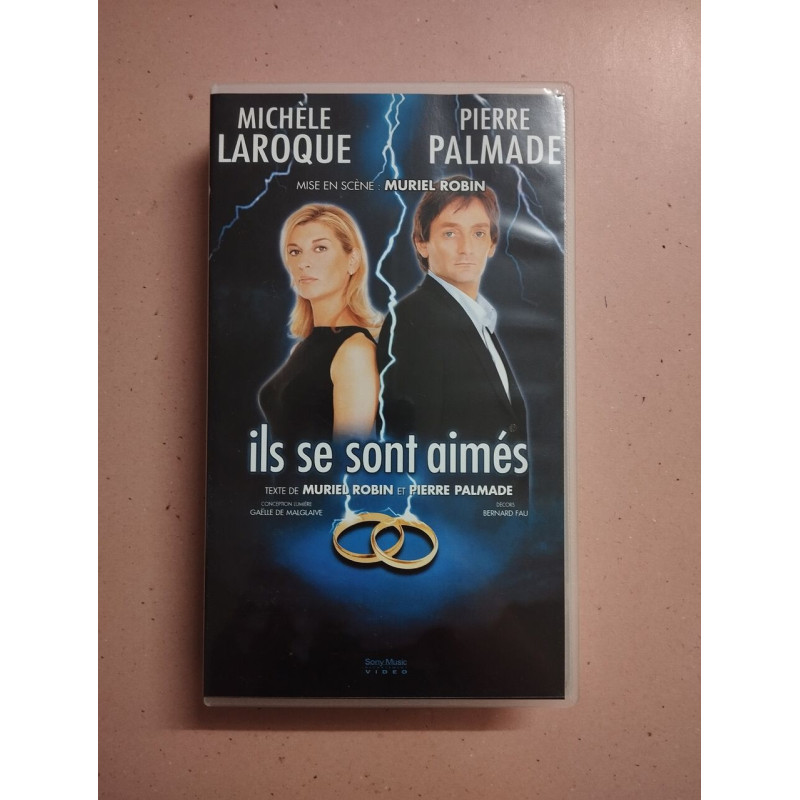 MICHÈLE
LAROQUE
PIERRE
PALMADE
MISE EN SCÈNE : MURIEL ROBIN
ils se sont aimés
TEXTE DE MURIEL ROBIN ET PIERRE PALMADE
CONCEPTION LUMIÈRE
GAËLLE DE MALGLAIVE
DÉCORS
BERNARD FAU
Sony Music
VIDEO